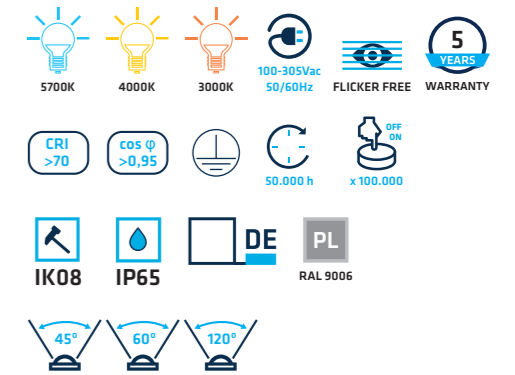 5700K
4000K
3000K
100-305Vac
50/60Hz
FLICKER FREE
5
YEARS
WARRANTY
CRI
>70
cos φ
>0,95
50.000 h
OFF
ON
x 100.000
IK08
IP65
DE
PL
RAL 9006
45°
60°
120°